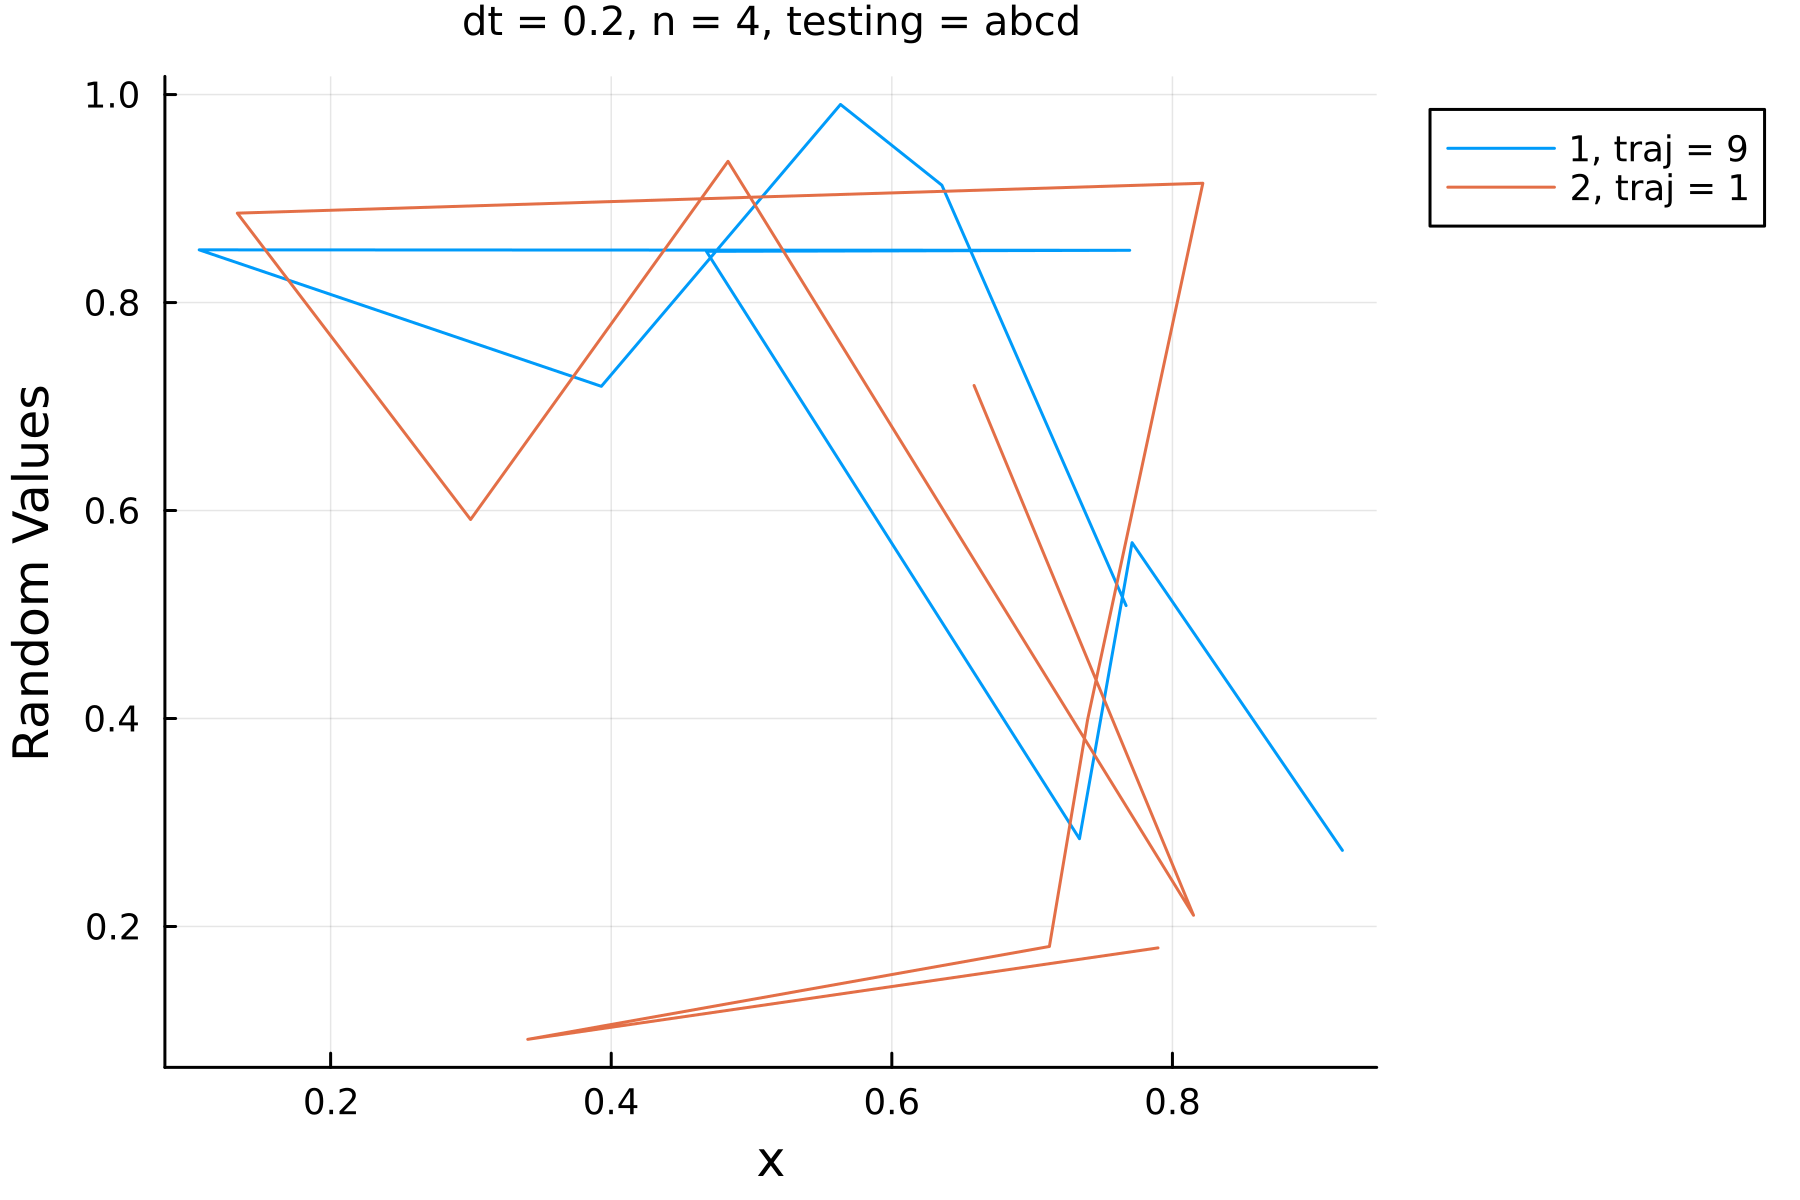 dt = 0.2, n = 4, testing = abcd
1, traj = 9
2, traj = 1
Random Values
1.0
0.8
0.6
0.4
0.2
0.2 0.4 0.6 0.8
x